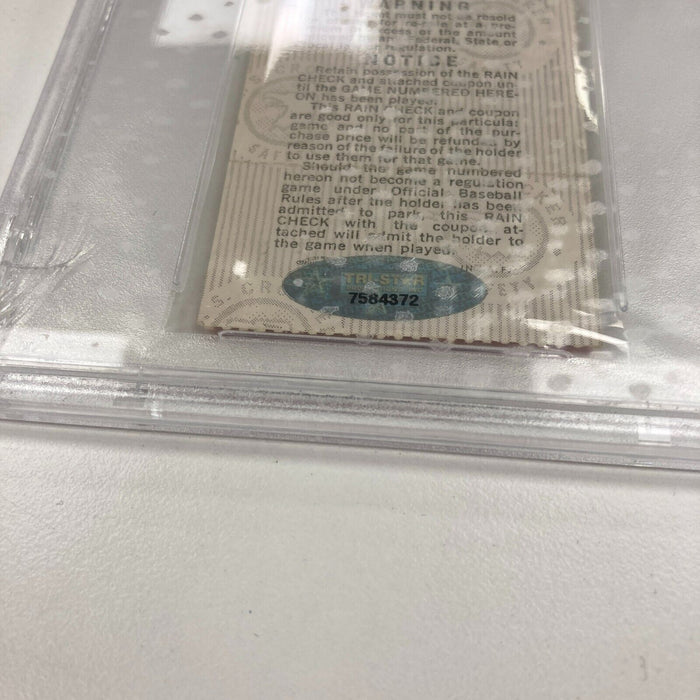 WARNING
must not be resold
at a pre-
excess of the amount
Federal, State or
regulation.
NOTICE
Retain possession of the RAIN
CHECK and attached coupon un-
til the GAME NUMBERED HERE-
ON has been played.
This RAIN CHECK and coupon
are good only for this particular
game and no part of the pur-
chase price will be refunded by
reason of the failure of the holder
to use them for that game.
Should the game numbered
hereon not become a regulation
game under Official Baseball
Rules after the holder has been
admitted to park, this RAIN
CHECK with the coupon at-
tached will admit the holder to
the game when played.
TRISTAR
7584372